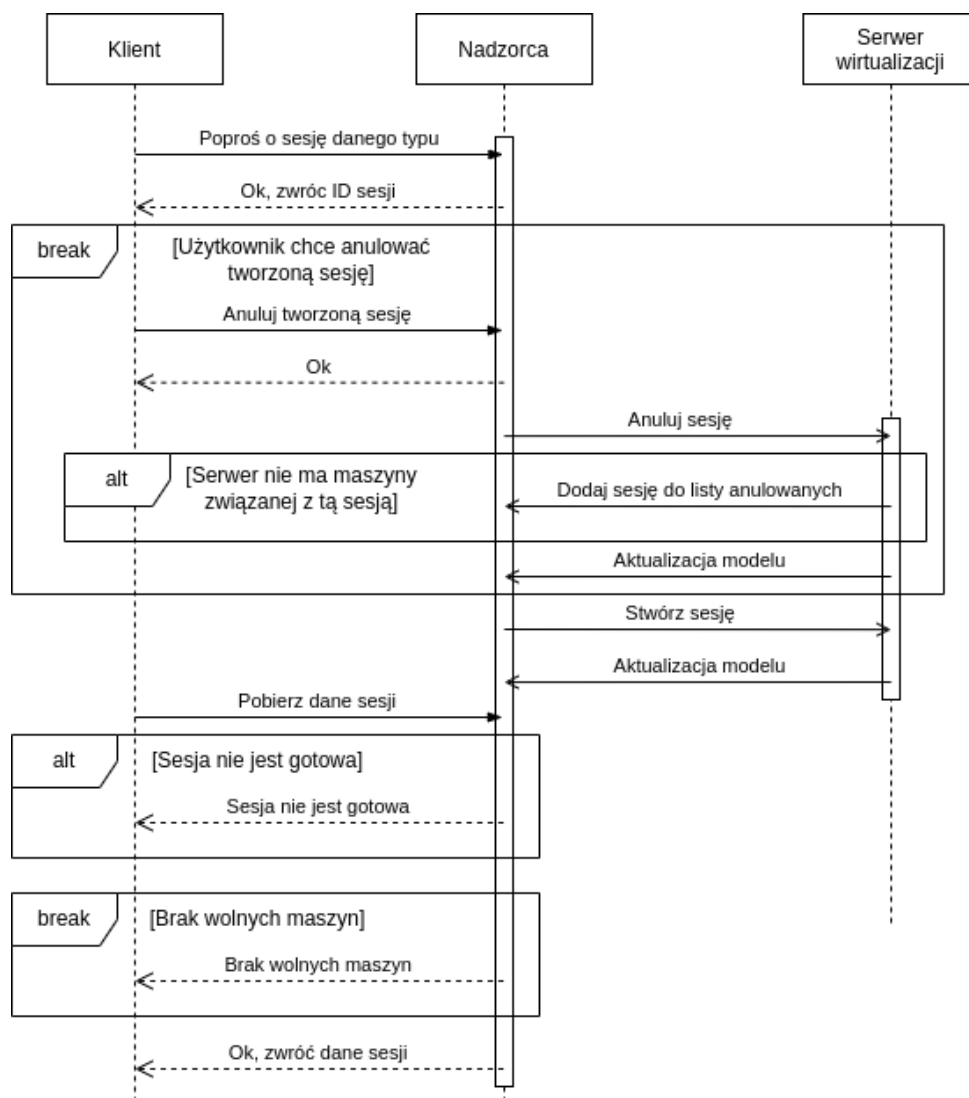 Klient
Nadzorca
Serwer
wirtualizacji
Poproś o sesję danego typu
Ok, zwróc ID sesji
break
[Użytkownik chce anulować
tworzoną sesję]
Anuluj tworzoną sesję
Ok
Anuluj sesję
alt
[Serwer nie ma maszyny
związanej z tą sesją]
Dodaj sesję do listy anulowanych
Aktualizacja modelu
Stwórz sesję
Aktualizacja modelu
Pobierz dane sesji
alt
[Sesja nie jest gotowa]
Sesja nie jest gotowa
break
[Brak wolnych maszyn]
Brak wolnych maszyn
Ok, zwróć dane sesji